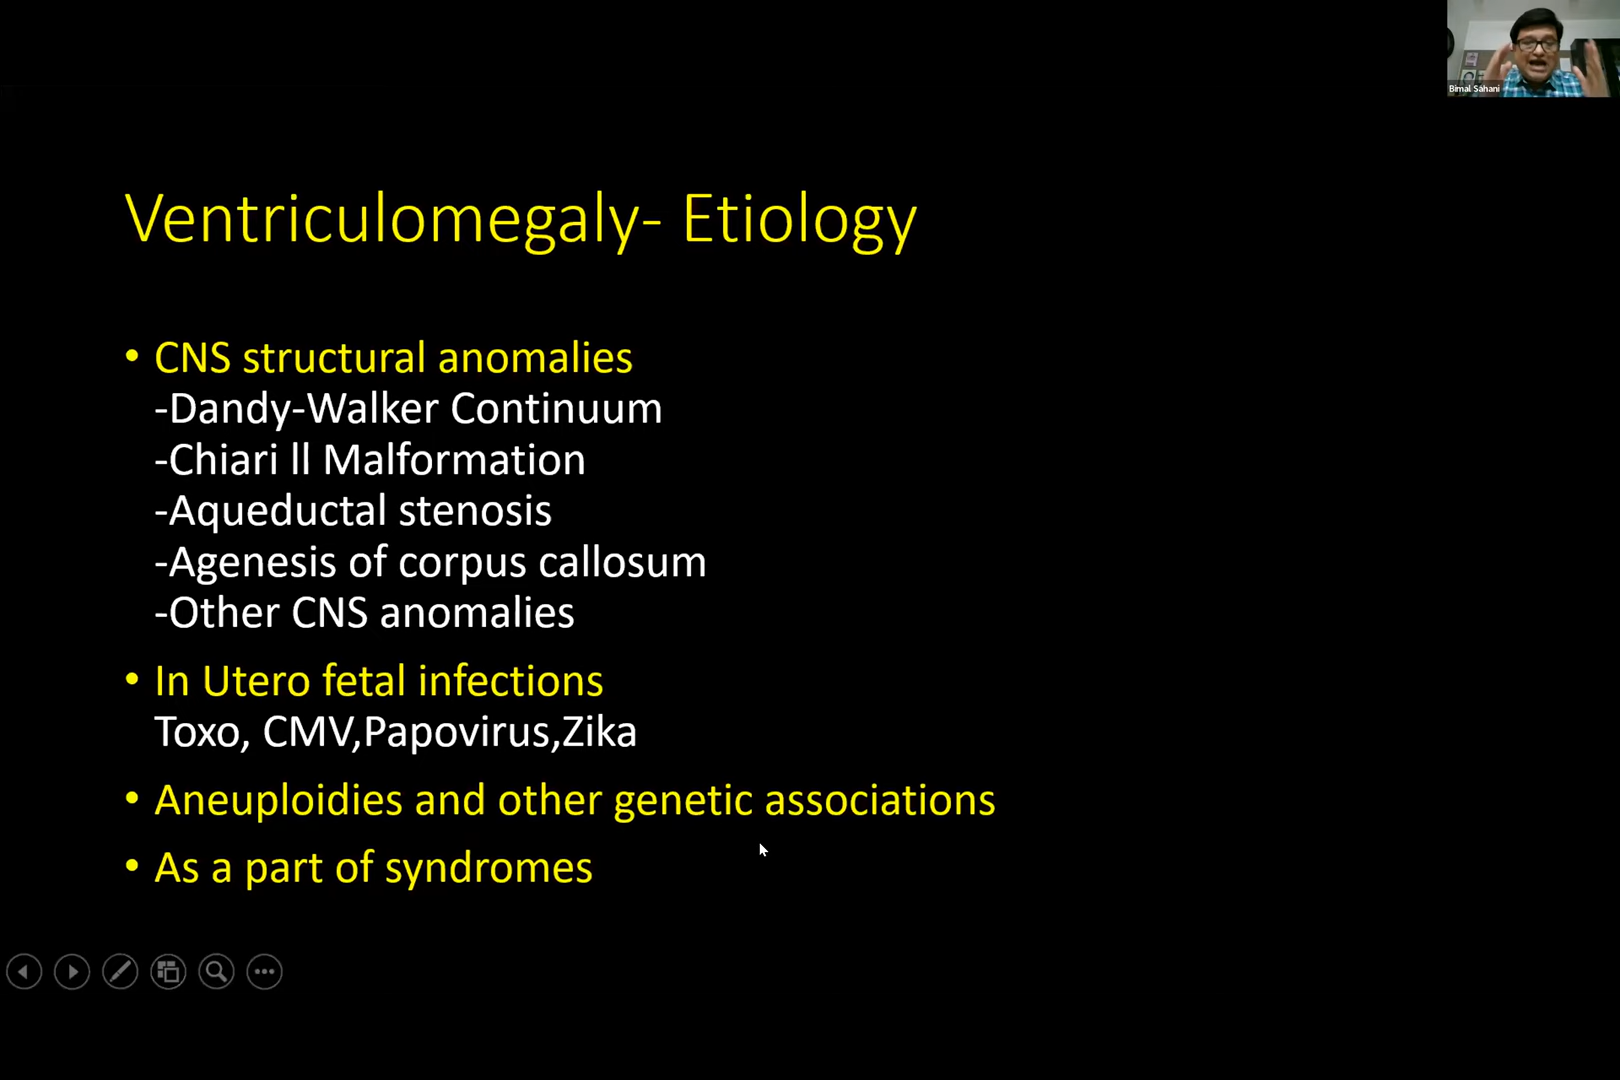 Bimal Sahani
Ventriculomegaly- Etiology
• CNS structural anomalies
-Dandy-Walker Continuum
-Chiari ll Malformation
-Aqueductal stenosis
-Agenesis of corpus callosum
-Other CNS anomalies
• In Utero fetal infections
Toxo, CMV,Papovirus,Zika
• Aneuploidies and other genetic associations
• As a part of syndromes